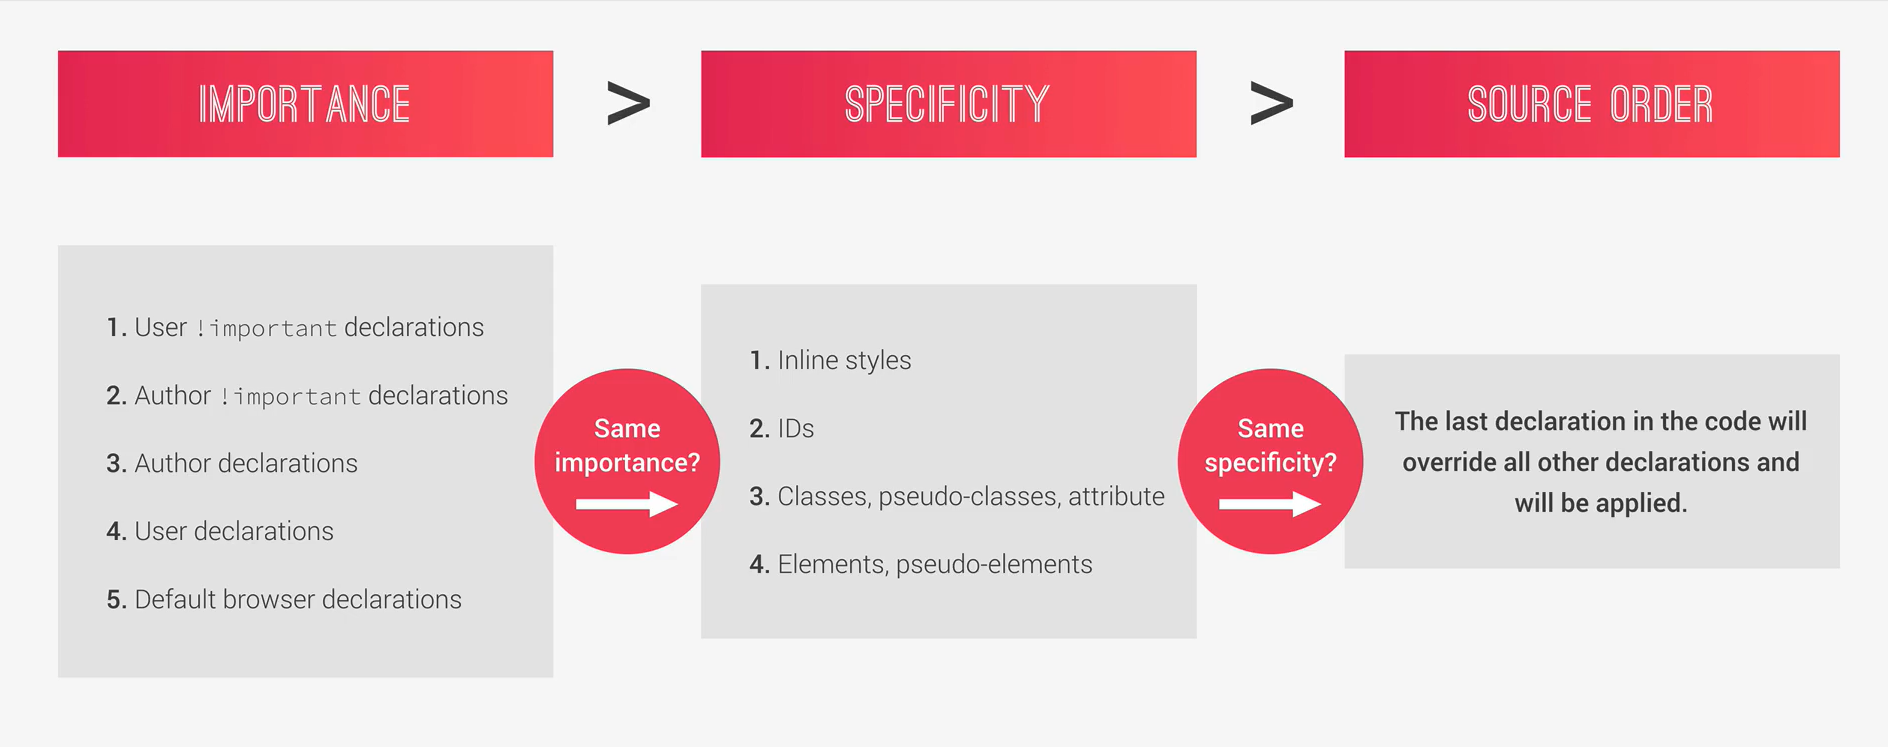 IMPORTANCE
>
SPECIFICITY
>
SOURCE ORDER
1. User !important declarations
2. Author !important declarations
3. Author declarations
4. User declarations
5. Default browser declarations
Same
importance?
1. Inline styles
2. IDs
3. Classes, pseudo-classes, attribute
4. Elements, pseudo-elements
Same
specificity?
The last declaration in the code will
override all other declarations and
will be applied.